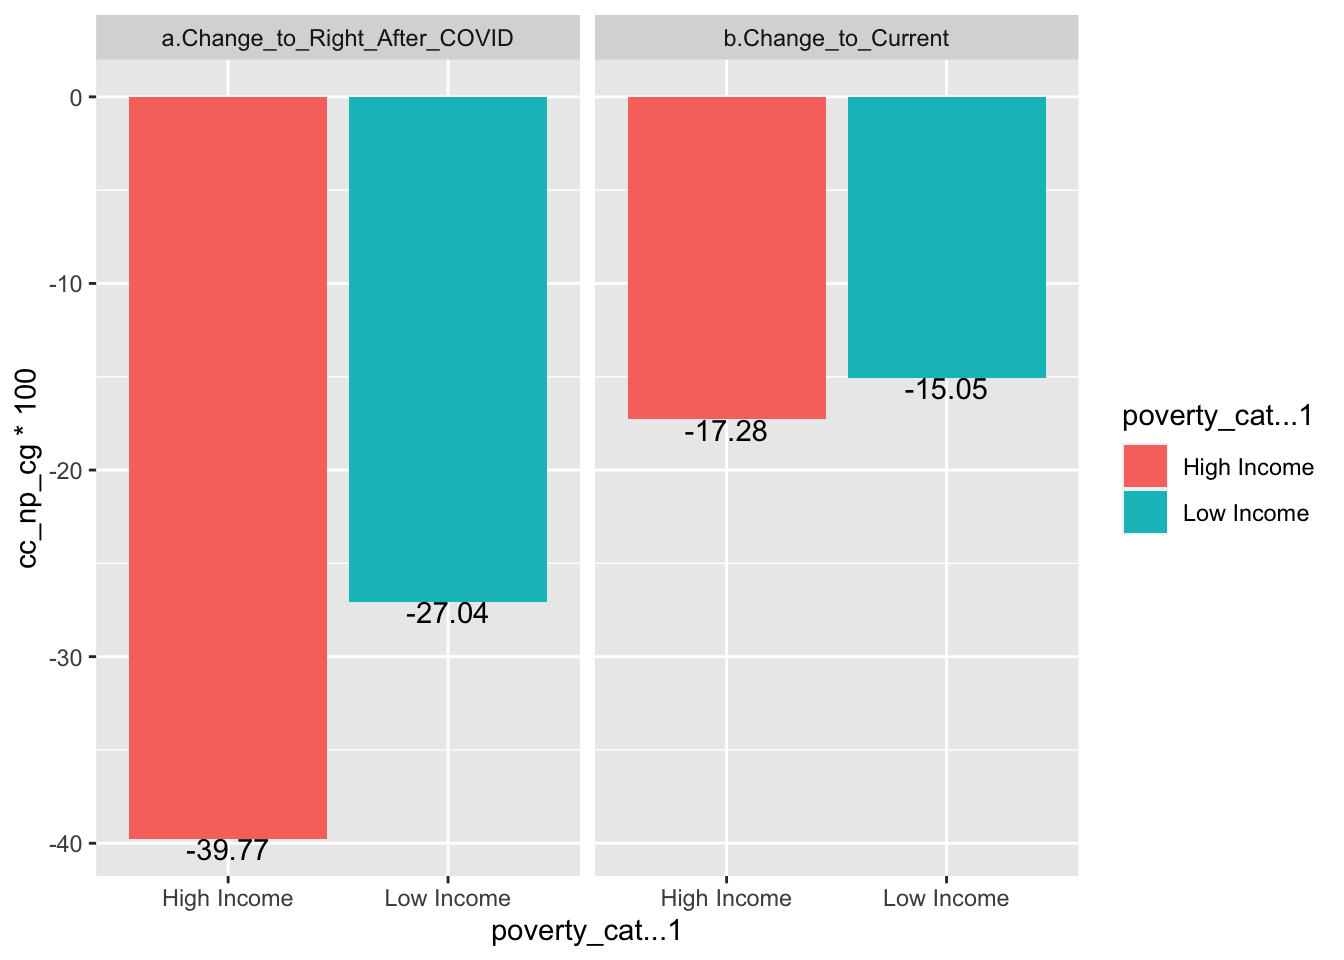 a.Change_to_Right_After_COVID
b.Change_to_Current
cc_np_cg * 100
0
-10
-20
-30
-40
-39.77
-27.04
-17.28
-15.05
High Income
Low Income
High Income
Low Income
poverty_cat...1
poverty_cat...1
High Income
Low Income